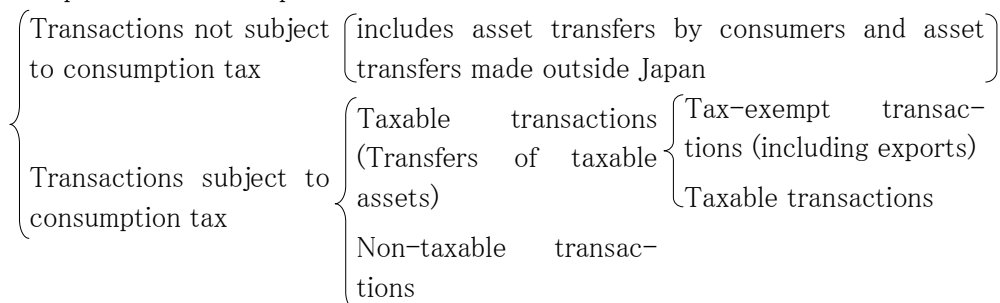 Transactions not subject
to consumption tax
includes asset transfers by consumers and asset
transfers made outside Japan
Transactions subject to
consumption tax
Taxable transactions
(Transfers of taxable
assets)
Tax-exempt transac-
tions (including exports)
Taxable transactions
Non-taxable transac-
tions